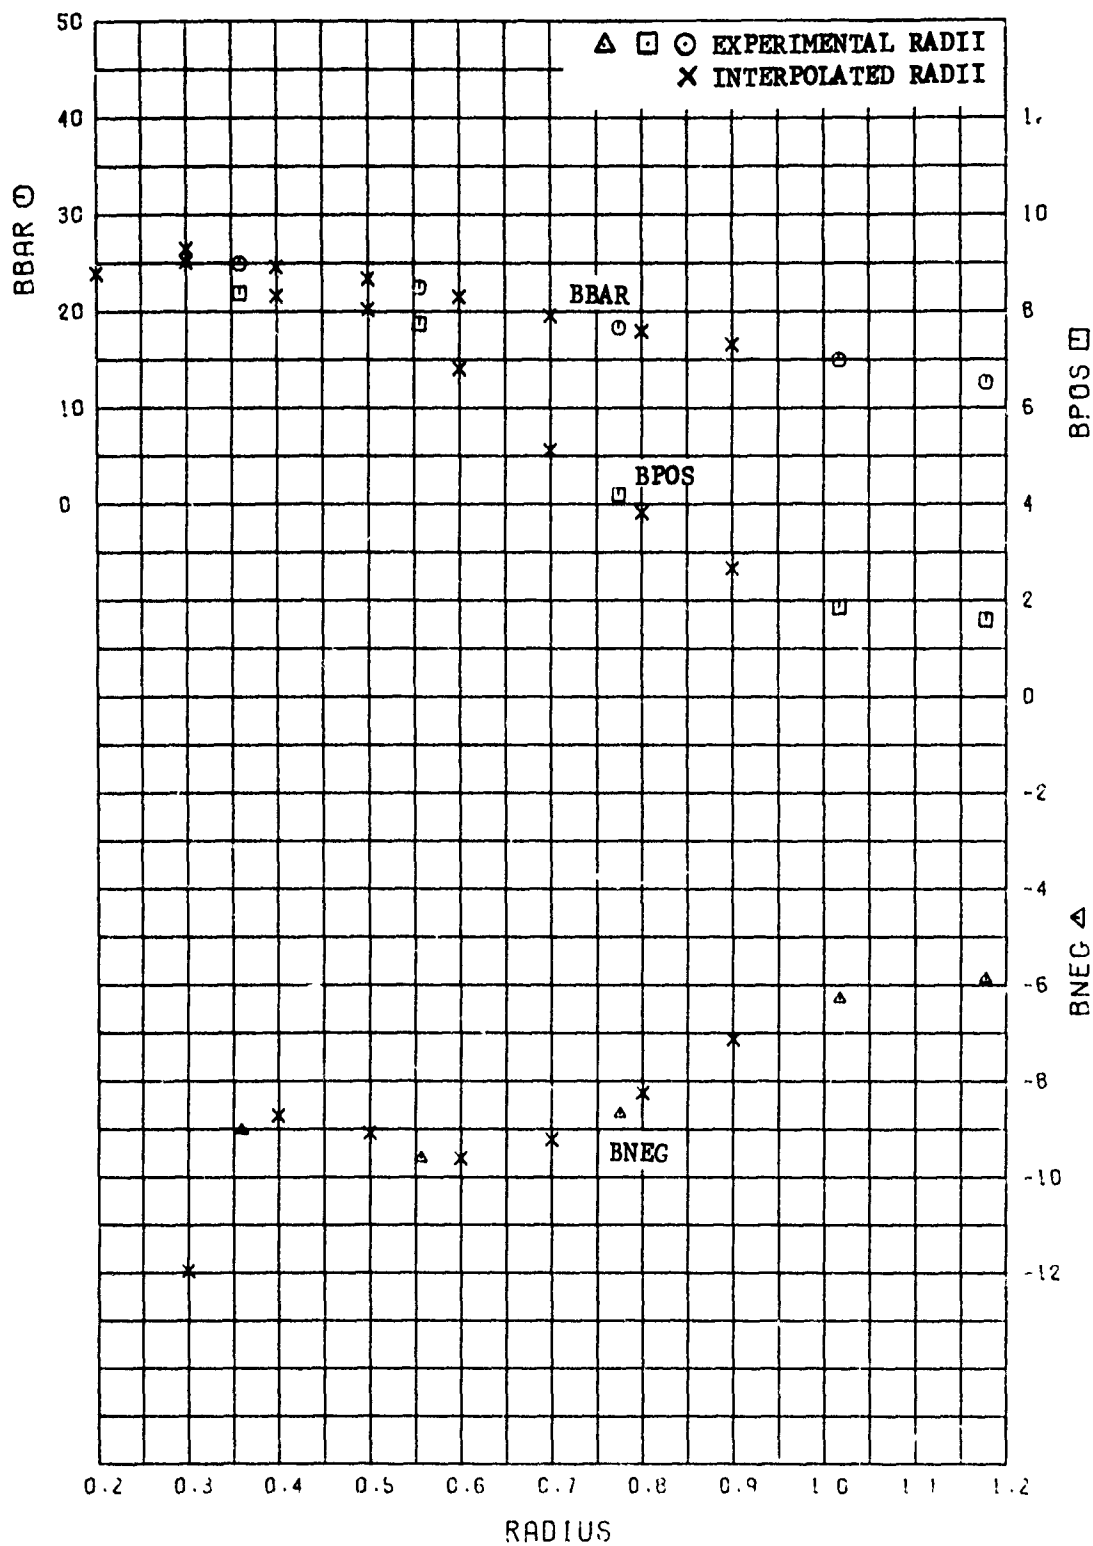 50
EXPERIMENTAL RADII
INTERPOLATED RADII
40
30
20
10
0
BBAR
10
8
6
4
2
0
-2
-4
-6
-8
-10
-12
BPOS
BNEG
BBAR
BPOS
BNEG
0.2 0.3 0.4 0.5 0.6 0.7 0.8 0.9 1 0 1 1 1.2
RADIUS